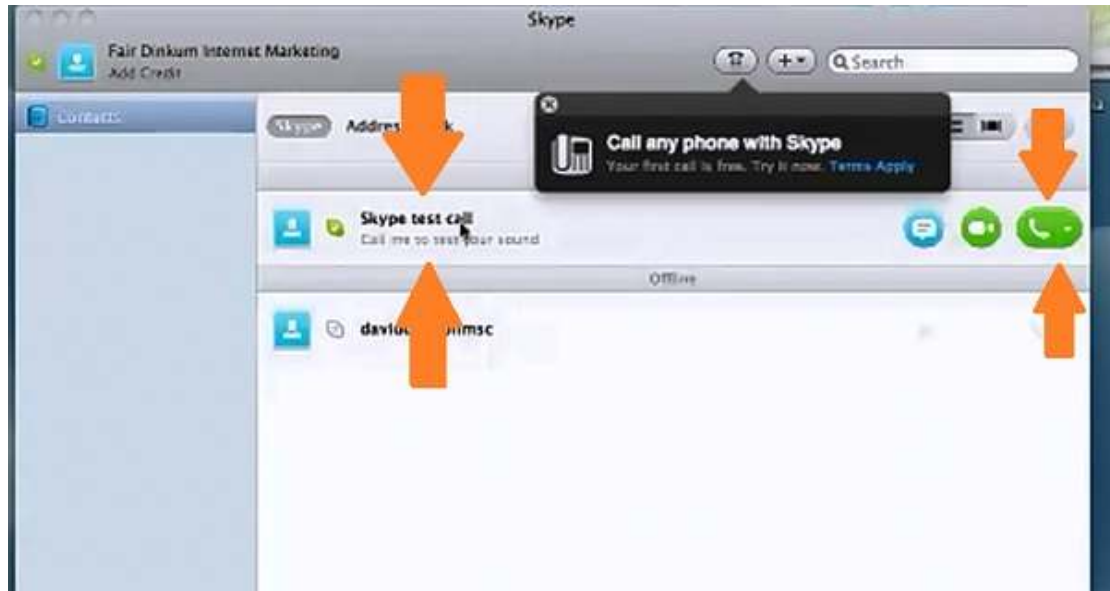 Skype
Fair Dinkum Internet Marketing
Add Credit
Search
Contacts
Skype
Call any phone with Skype
Your first call is free. Try it now. Terms Apply
Skype test call
Call me to test your sound
Offline